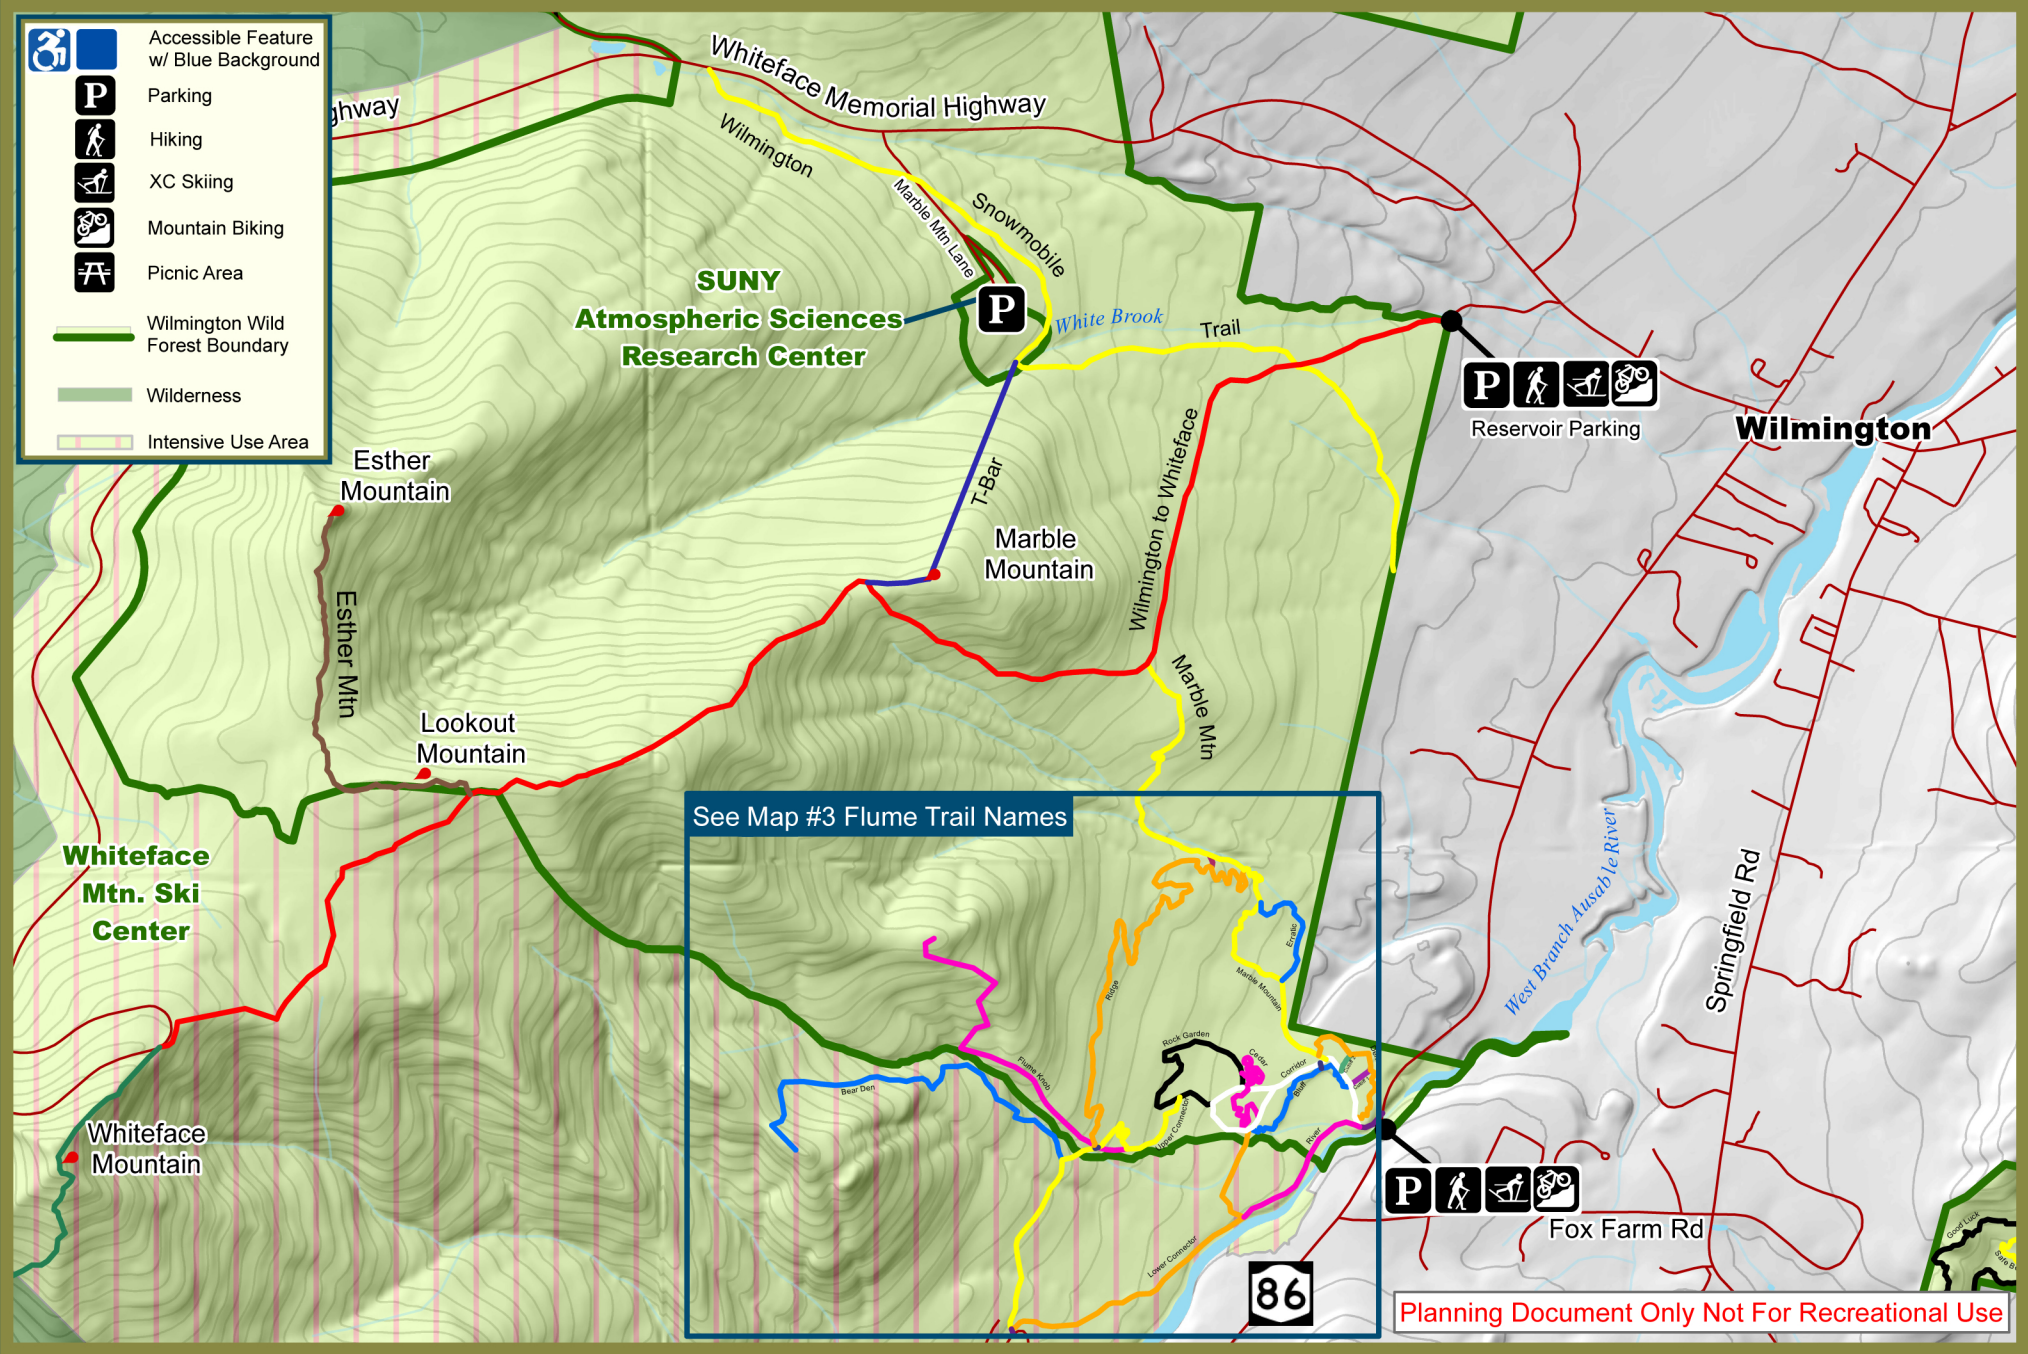 Accessible Feature
w/ Blue Background
P
Parking
Hiking
XC Skiing
Mountain Biking
Picnic Area
Wilmington Wild
Forest Boundary
Wilderness
Intensive Use Area
ghway
Whiteface Memorial Highway
Wilmington
Snowmobile
Trail
Marble Mtn Lane
SUNY
Atmospheric Sciences
Research Center
P
White Brook
P
Reservoir Parking
Wilmington
T-Bar
Wilmington to Whiteface
Esther
Mountain
Esther Mtn
Marble
Mountain
Marble Mtn
Lookout
Mountain
Whiteface
Mtn. Ski
Center
See Map #3 Flume Trail Names
West Branch Ausable River
Springfield Rd
Erratic
Marble Mountain
Ridge
Rock Garden
Cedar
Corridor
Bluff
Flume Knob
Bear Den
Upper Connector
River
Lower Connector
Whiteface
Mountain
P
Fox Farm Rd
Good Luck
86
Planning Document Only Not For Recreational Use